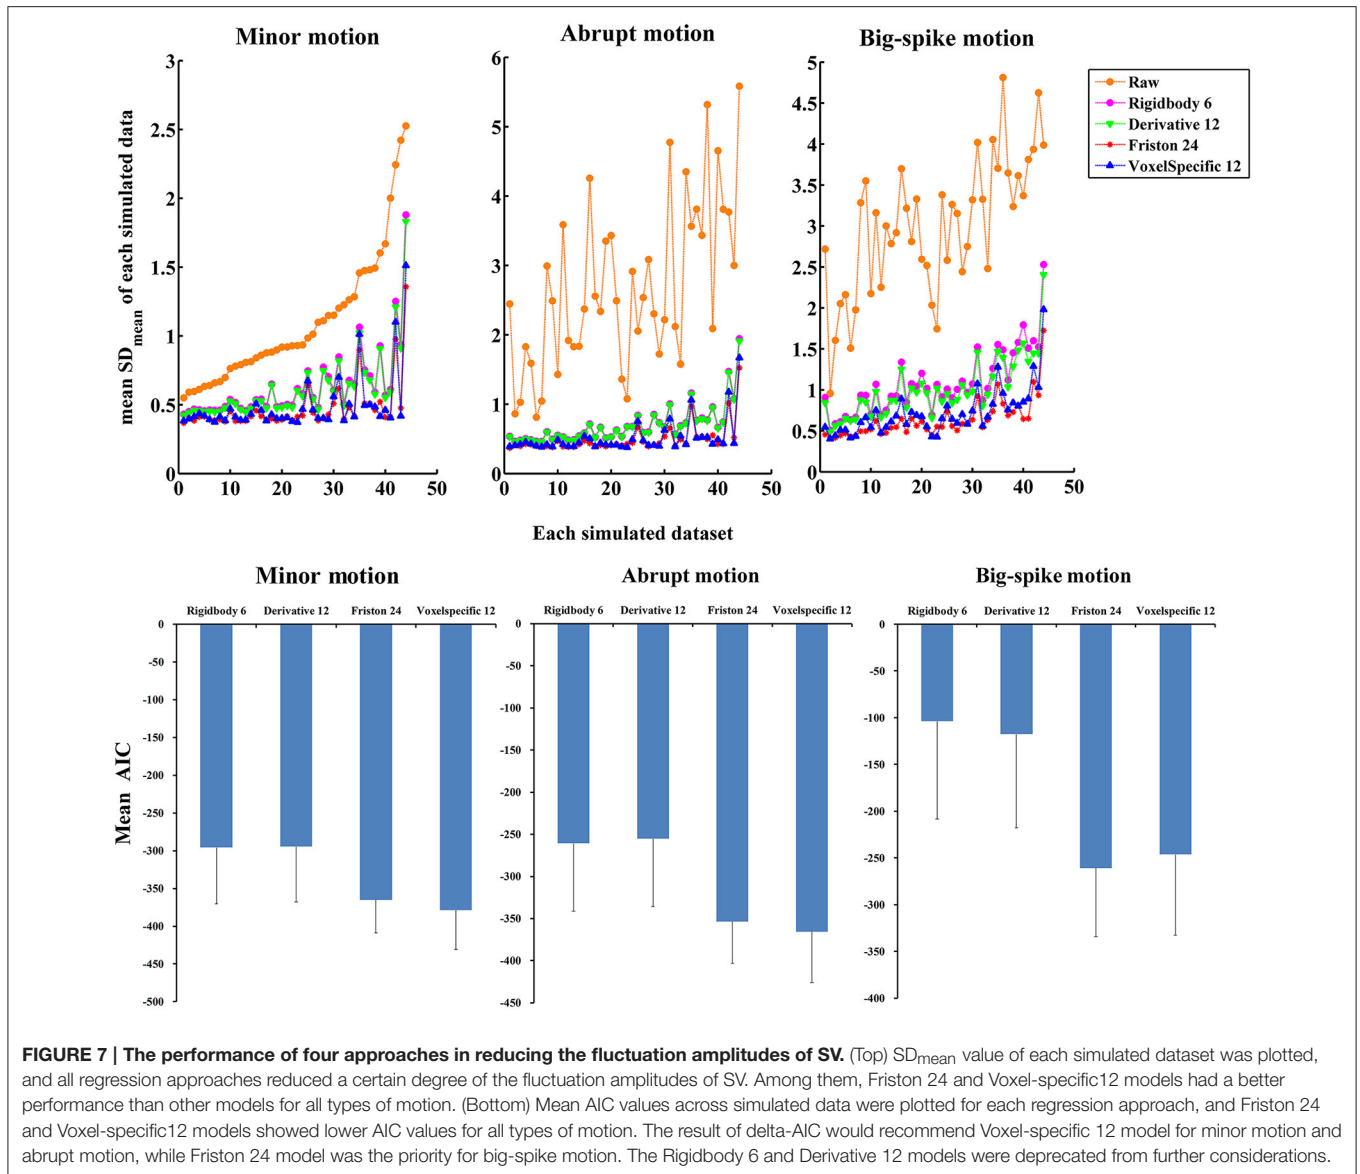 Minor motion
Abrupt motion
Big-spike motion
Raw
Rigidbody 6
Derivative 12
Friston 24
VoxelSpecific 12
mean SDmean of each simulated data
3
2.5
2
1.5
1
0.5
0
0 10 20 30 40 50
6
5
4
3
2
1
0
0 10 20 30 40 50
5
4.5
4
3.5
3
2.5
2
1.5
1
0.5
0
0 10 20 30 40 50
Each simulated dataset
Minor motion
Abrupt motion
Big-spike motion
Mean AIC
Rigidbody 6 Derivative 12 Friston 24 Voxelspecific 12
0
-50
-100
-150
-200
-250
-300
-350
-400
-450
-500
Rigidbody 6 Derivative 12 Friston 24 Voxelspecific 12
0
-50
-100
-150
-200
-250
-300
-350
-400
-450
Rigidbody 6 Derivative 12 Friston 24 Voxelspecific 12
0
-50
-100
-150
-200
-250
-300
-350
-400
FIGURE 7 | The performance of four approaches in reducing the fluctuation amplitudes of SV. (Top) SDmean value of each simulated dataset was plotted,
and all regression approaches reduced a certain degree of the fluctuation amplitudes of SV. Among them, Friston 24 and Voxel-specific12 models had a better
performance than other models for all types of motion. (Bottom) Mean AIC values across simulated data were plotted for each regression approach, and Friston 24
and Voxel-specific12 models showed lower AIC values for all types of motion. The result of delta-AIC would recommend Voxel-specific 12 model for minor motion and
abrupt motion, while Friston 24 model was the priority for big-spike motion. The Rigidbody 6 and Derivative 12 models were deprecated from further considerations.